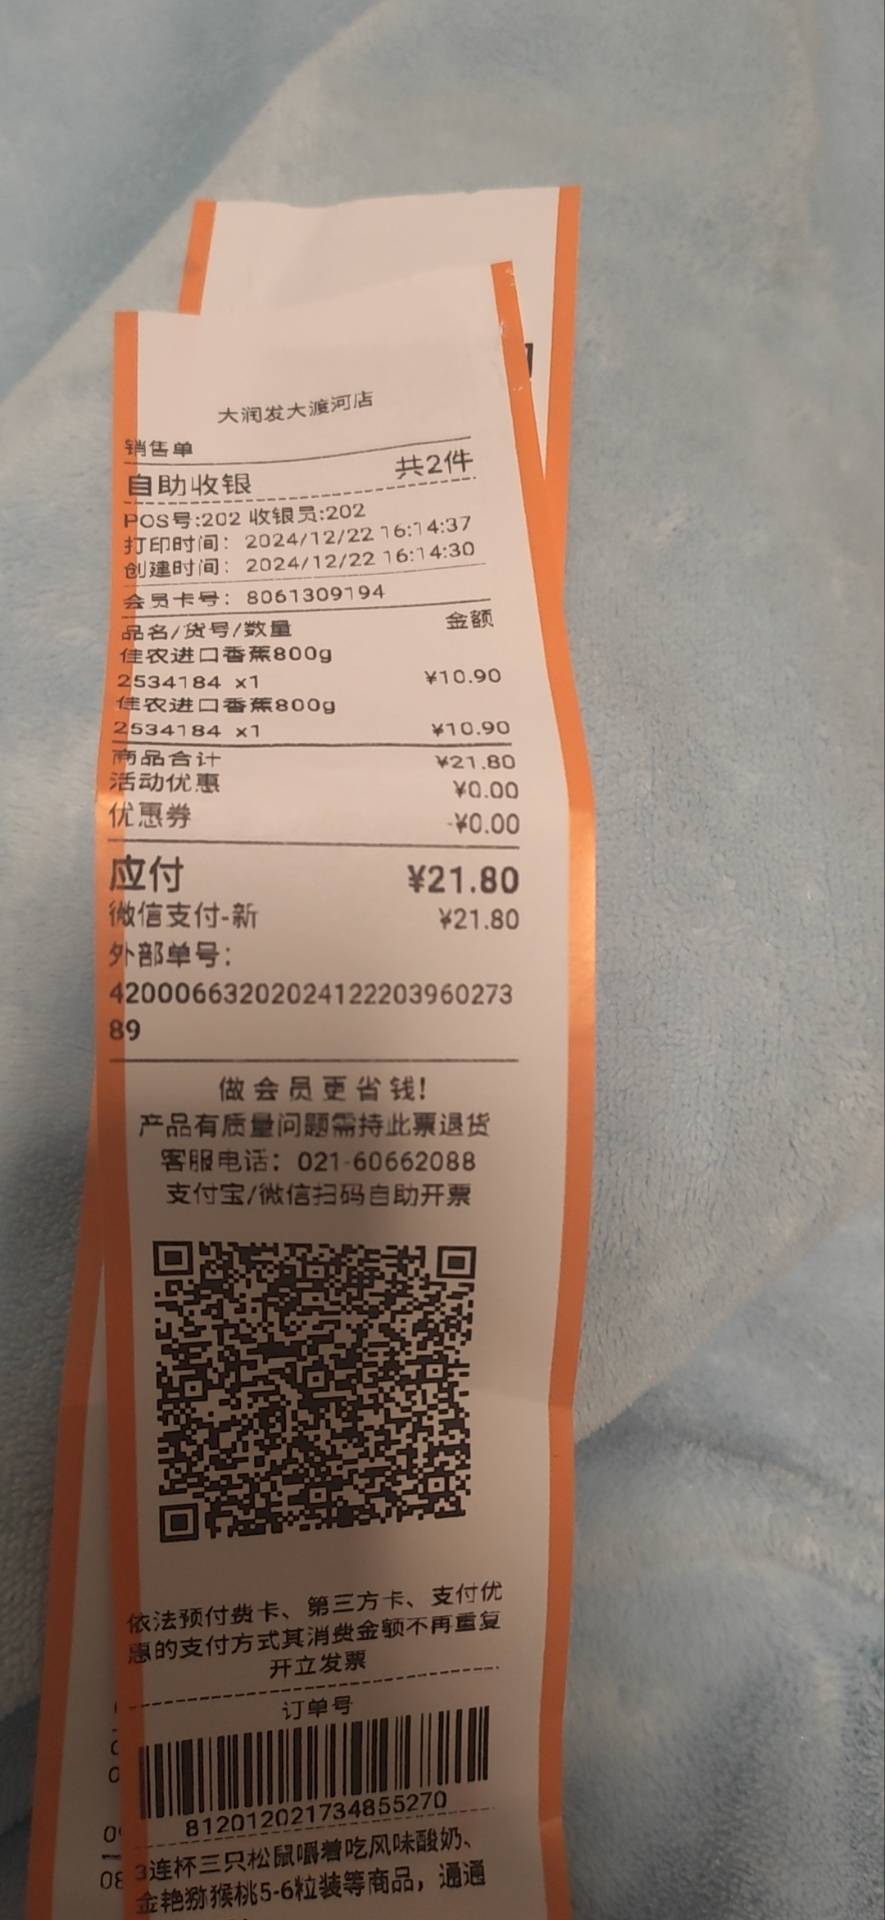 大润发大渡河店
销售单
自助收银 共2件
POS号:202 收银员:202
打印时间： 2024/12/22 16:14:37
创建时间： 2024/12/22 16:14:30
会员卡号： 8061309194
品名/货号/数量 金额
佳农进口香蕉800g
2534184 x1 ¥10.90
佳农进口香蕉800g
2534184 x1 ¥10.90
商品合计 ¥21.80
活动优惠 ¥0.00
优惠券 -¥0.00
应付 ¥21.80
微信支付-新 ¥21.80
外部单号：
42000663202024122203960273
89
做会员更省钱!
产品有质量问题需持此票退货
客服电话： 021-60662088
支付宝/微信扫码自助开票
依法预付费卡、第三方卡、支付优
惠的支付方式其消费金额不再重复
开立发票
订单号
812012021734855270
3连杯三只松鼠嚼着吃风味酸奶、
金艳猕猴桃5-6粒装等商品，通通